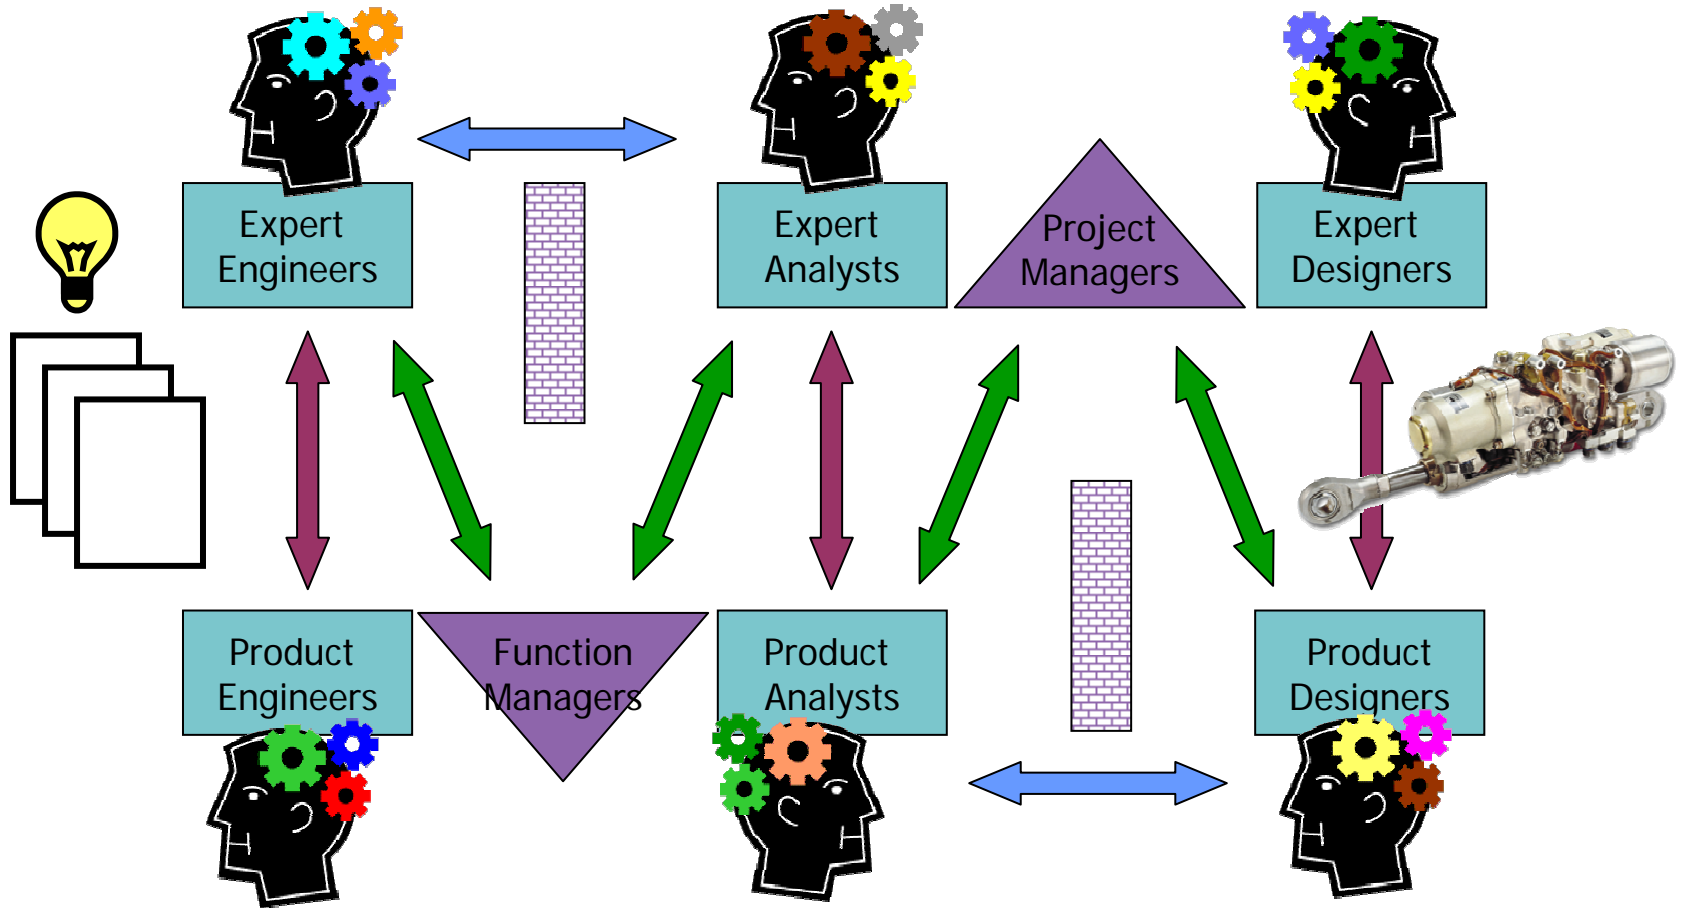 Expert
Engineers
Expert
Analysts
Project
Managers
Expert
Designers
Product
Engineers
Function
Managers
Product
Analysts
Product
Designers